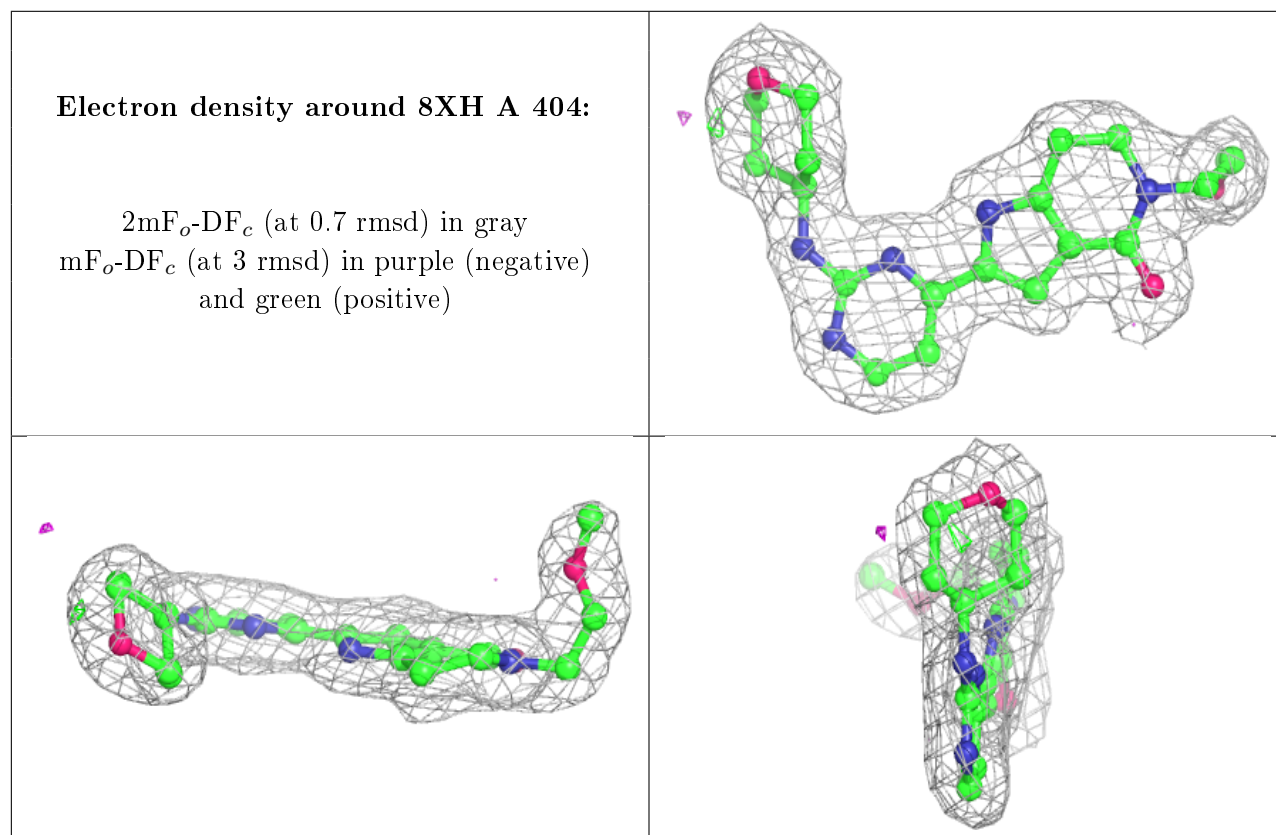 Electron density around 8XH A 404:
2mFo-DFc (at 0.7 rmsd) in gray
mFo-DFc (at 3 rmsd) in purple (negative)
and green (positive)